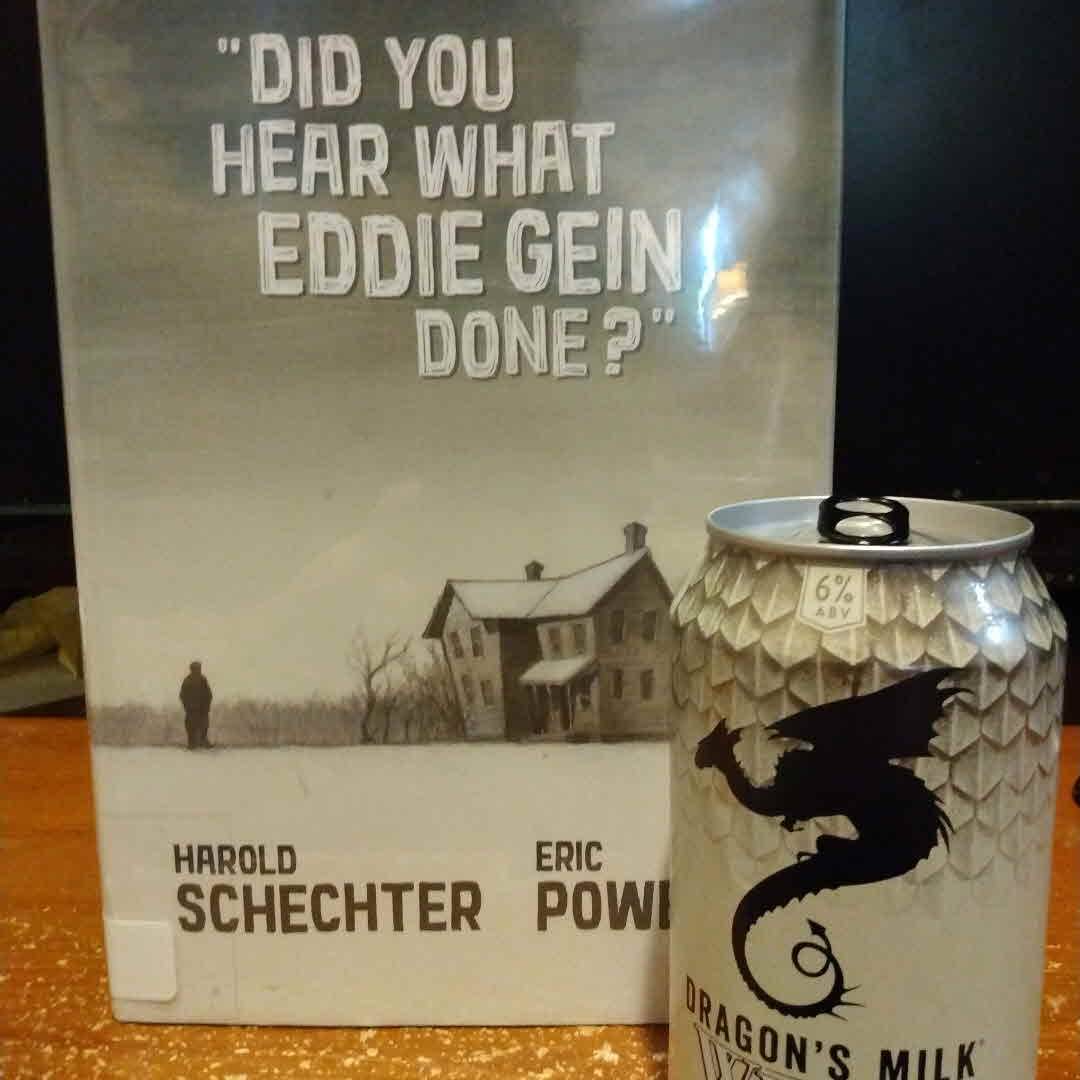 "DID YOU
HEAR WHAT
EDDIE GEIN
DONE?"
HAROLD
SCHECHTER
ERIC
6%
ABV
DRAGON'S MILK